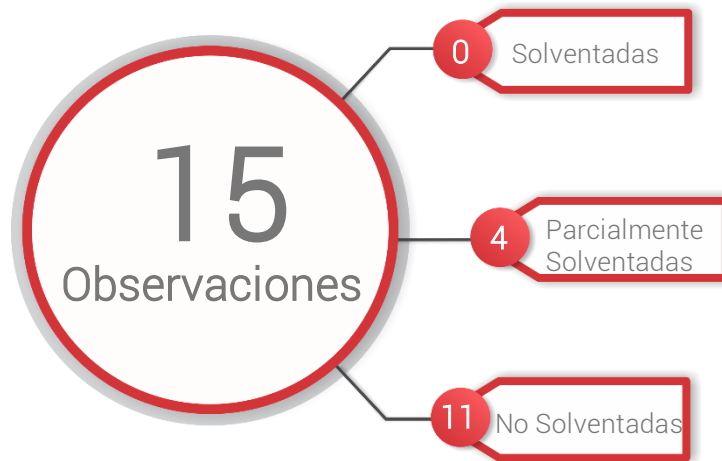 15
Observaciones
0
Solventadas
4
Parcialmente
Solventadas
11
No Solventadas